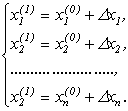 x₁⁽¹⁾ = x₁⁽⁰⁾ + Δx₁,
x₂⁽¹⁾ = x₂⁽⁰⁾ + Δx₂,
..........................,
x₂⁽¹⁾ = xₙ⁽⁰⁾ + Δxₙ.